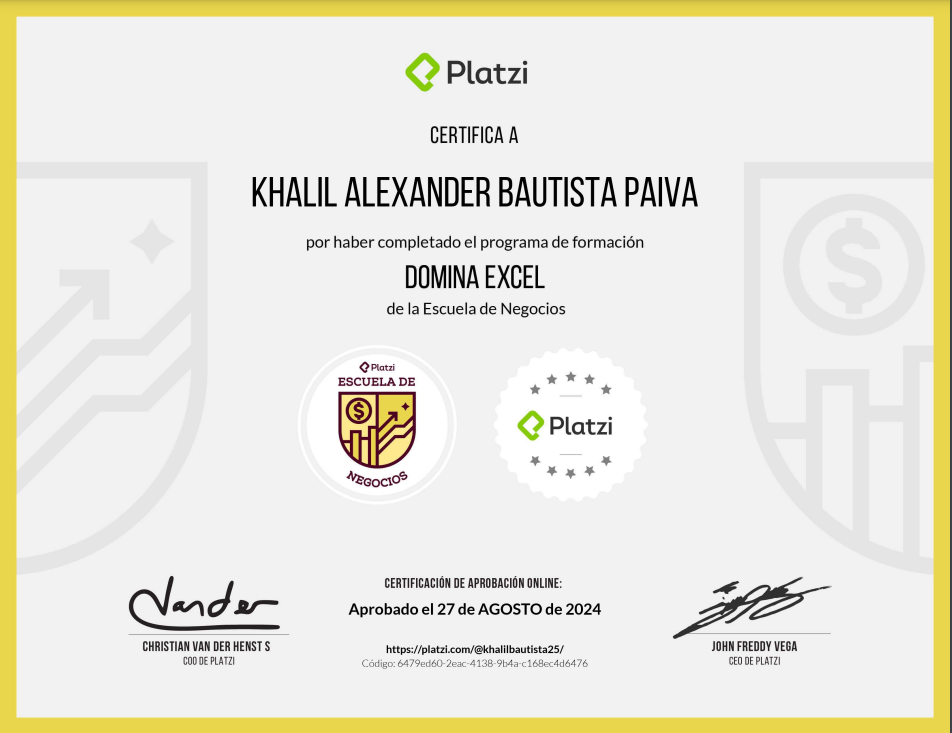 Platzi
CERTIFICA A
KHALIL ALEXANDER BAUTISTA PAIVA
por haber completado el programa de formación
DOMINA EXCEL
de la Escuela de Negocios
Platzi
ESCUELA DE
NEGOCIOS
Platzi
Vander
CHRISTIAN VAN DER HENST S
COO DE PLATZI
CERTIFICACIÓN DE APROBACIÓN ONLINE:
Aprobado el 27 de AGOSTO de 2024
https://platzi.com/@khalilbautista25/
Código: 6479ed60-2eac-4138-9b4a-c168ec4d6476
JOHN FREDDY VEGA
CEO DE PLATZI